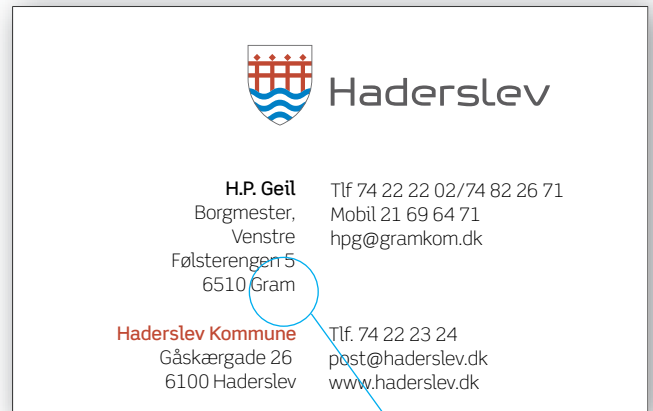 Haderslev
H.P. Geil
Borgmester,
Venstre
Følsterengen 5
6510 Gram
Tlf 74 22 22 02/74 82 26 71
Mobil 21 69 64 71
hpg@gramkom.dk
Haderslev Kommune
Gåskærgade 26
6100 Haderslev
Tlf. 74 22 23 24
post@haderslev.dk
www.haderslev.dk